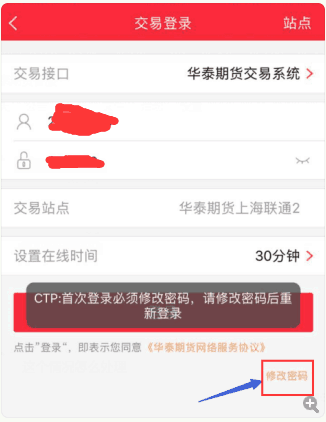 交易登录 站点
交易接口 华泰期货交易系统
交易站点 华泰期货上海联通2
设置在线时间 30分钟
CTP:首次登录必须修改密码，请修改密码后重
新登录
点击"登录"，即表示您同意《华泰期货网络服务协议》
修改密码